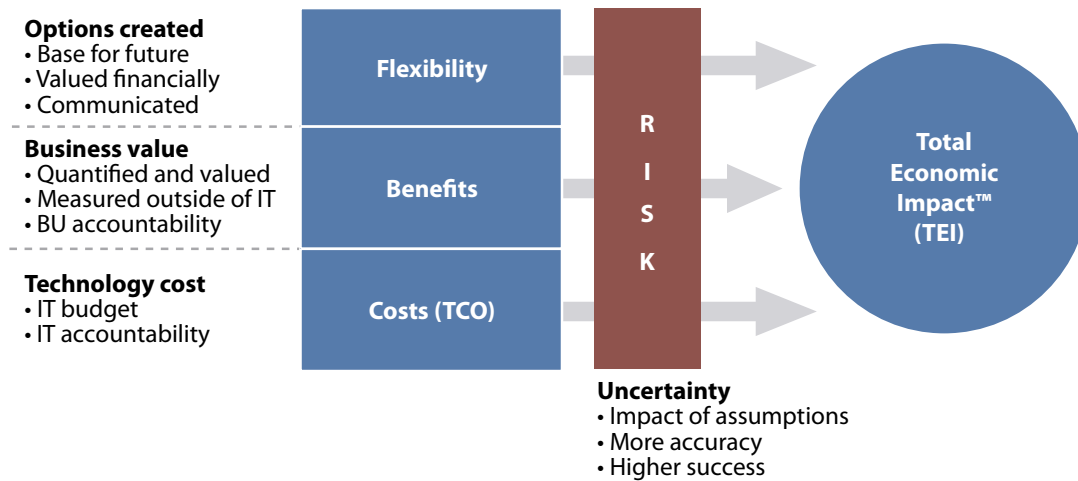 Options created
• Base for future
• Valued financially
• Communicated
Flexibility
Business value
• Quantified and valued
• Measured outside of IT
• BU accountability
Benefits
Technology cost
• IT budget
• IT accountability
Costs (TCO)
R
I
S
K
Uncertainty
• Impact of assumptions
• More accuracy
• Higher success
Total
Economic
Impact™
(TEI)